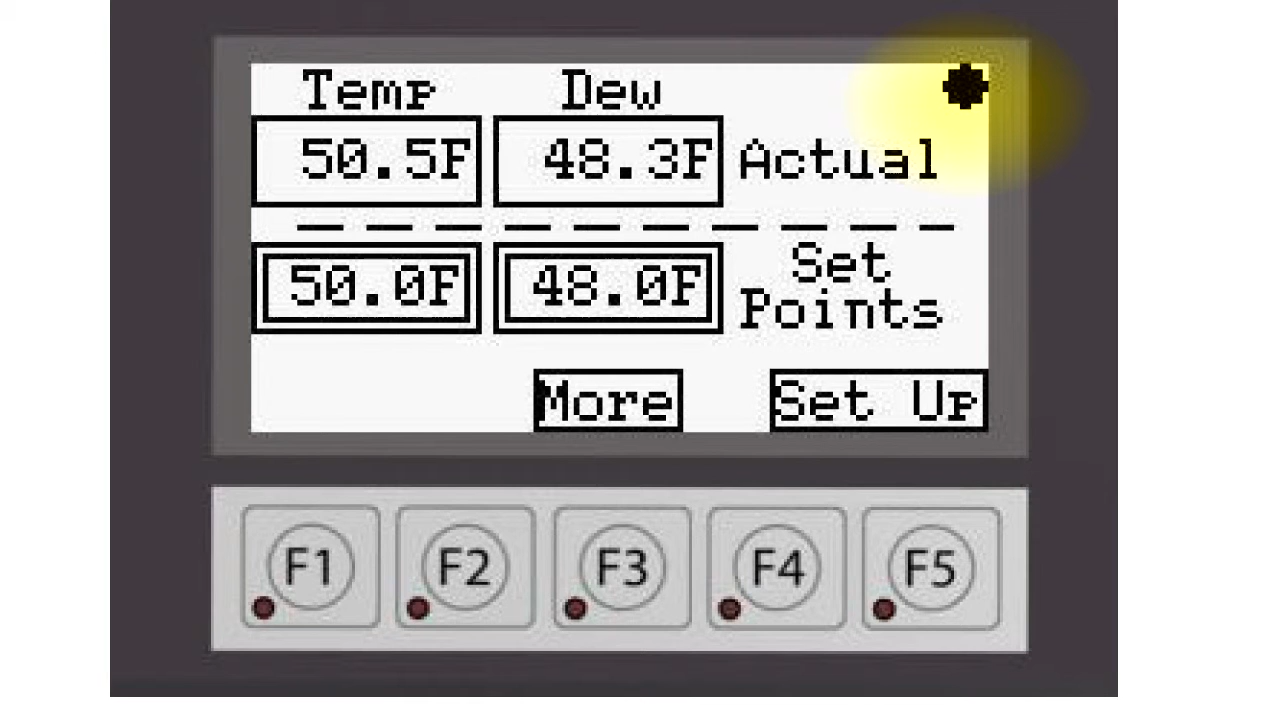 Temp Dew
50.5F 48.3F Actual
50.0F 48.0F Set
Points
More Set Up
F1 F2 F3 F4 F5